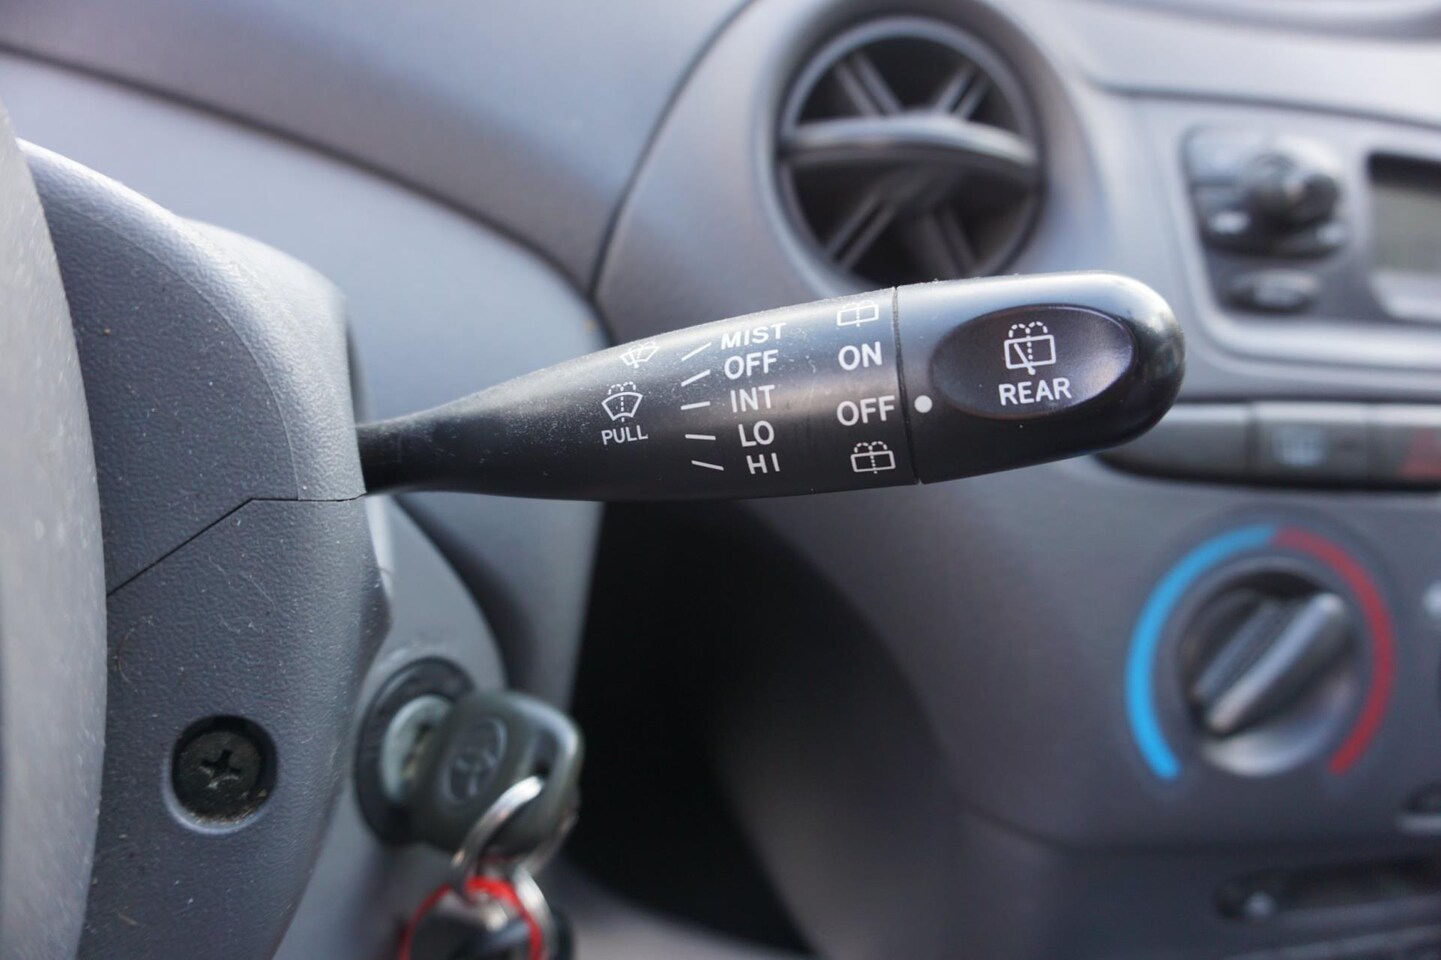 MIST
OFF
INT
LO
HI
PULL
ON
OFF
REAR